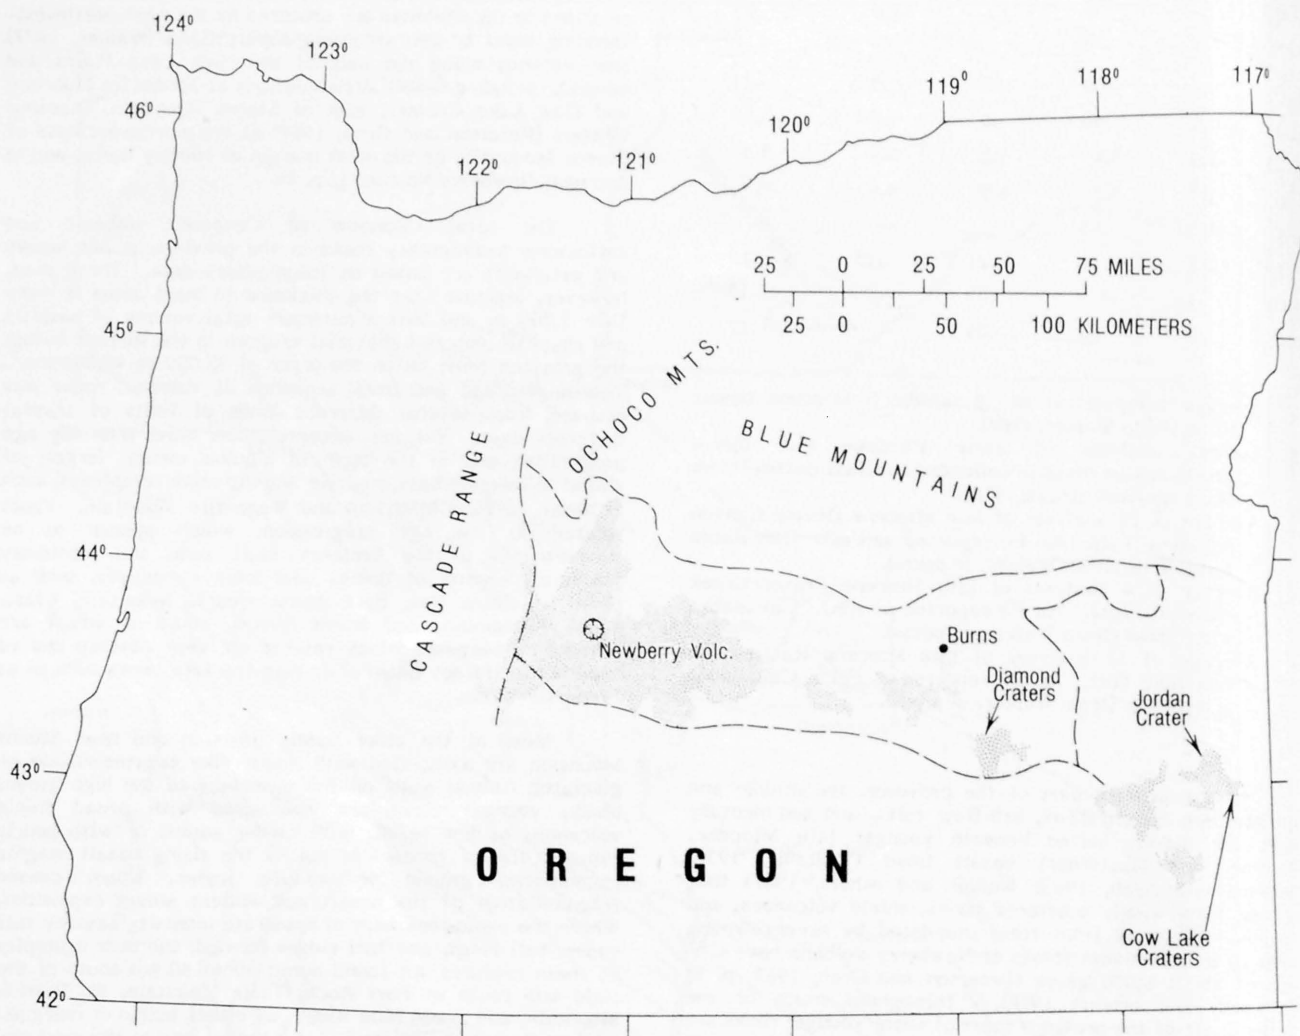 124°
123°
122°
121°
120°
119°
118°
117°
46°
45°
44°
43°
42°
25 0 25 50 75 MILES
25 0 50 100 KILOMETERS
CASCADE RANGE
OCHOCO MTS.
BLUE MOUNTAINS
Newberry Volc.
Burns
Diamond
Craters
Jordan
Crater
OREGON
Cow Lake
Craters